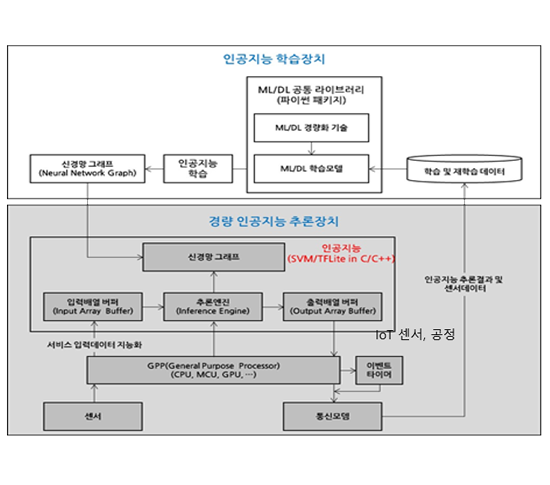 인공지능 학습장치
ML/DL 공통 라이브러리
(파이썬 패키지)
ML/DL 경량화 기술
신경망 그래프
(Neural Network Graph)
인공지능
학습
ML/DL 학습모델
학습 및 재학습 데이터
경량 인공지능 추론장치
신경망 그래프
인공지능
(SVM/TFLite in C/C++)
인공지능 추론결과 및
센서데이터
입력배열 버퍼
(Input Array Buffer)
추론엔진
(Inference Engine)
출력배열 버퍼
(Output Array Buffer)
IoT 센서, 공정
서비스 입력데이터 지능화
GPP(General Purpose Processor)
(CPU, MCU, GPU, …)
이벤트
타이머
센서
통신모뎀